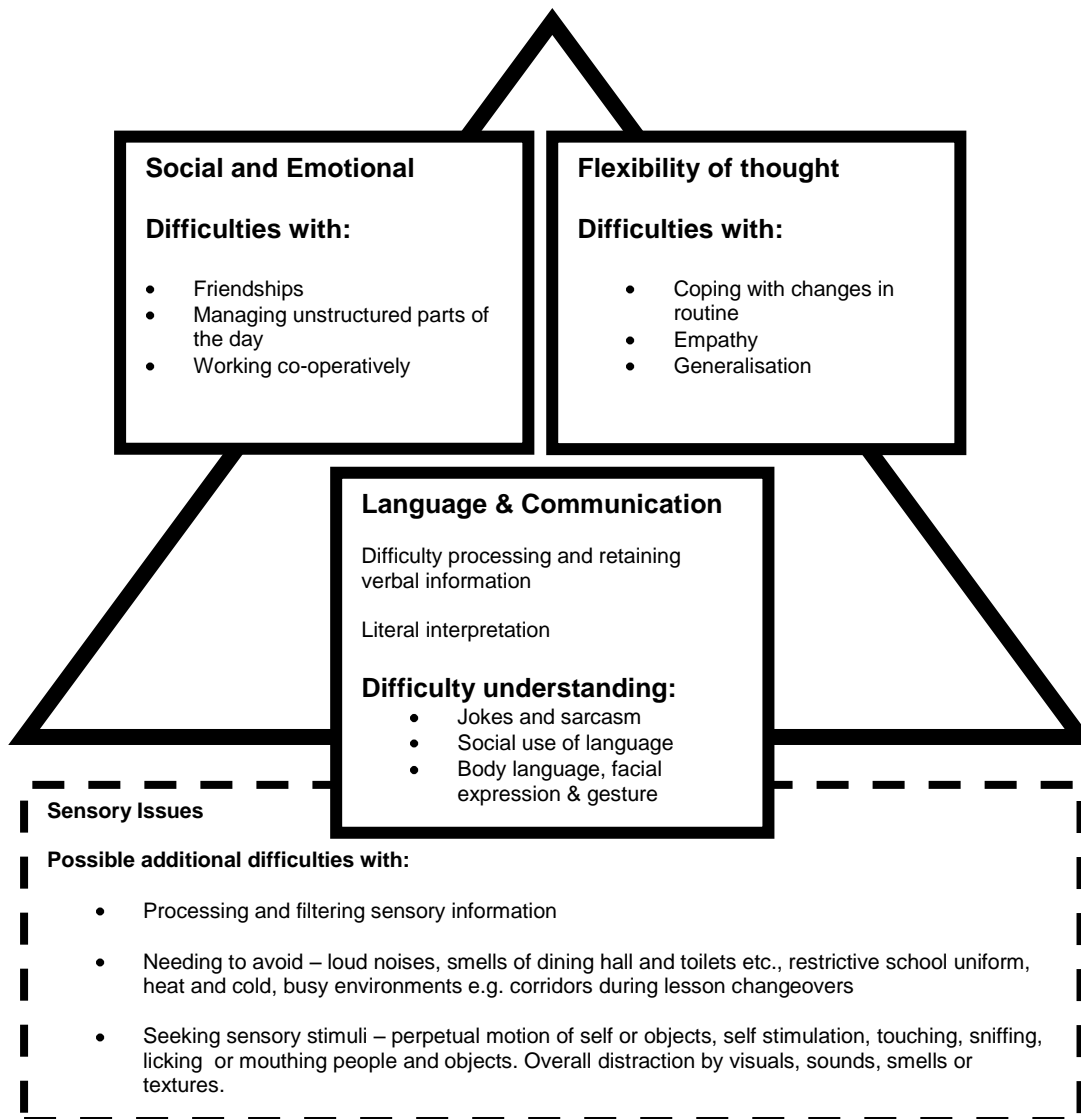 Social and Emotional
Difficulties with:
• Friendships
• Managing unstructured parts of
the day
• Working co-operatively
Flexibility of thought
Difficulties with:
• Coping with changes in
routine
• Empathy
• Generalisation
Language & Communication
Difficulty processing and retaining
verbal information
Literal interpretation
Difficulty understanding:
• Jokes and sarcasm
• Social use of language
• Body language, facial
expression & gesture
Sensory Issues
Possible additional difficulties with:
• Processing and filtering sensory information
• Needing to avoid – loud noises, smells of dining hall and toilets etc., restrictive school uniform,
heat and cold, busy environments e.g. corridors during lesson changeovers
• Seeking sensory stimuli – perpetual motion of self or objects, self stimulation, touching, sniffing,
licking or mouthing people and objects. Overall distraction by visuals, sounds, smells or
textures.